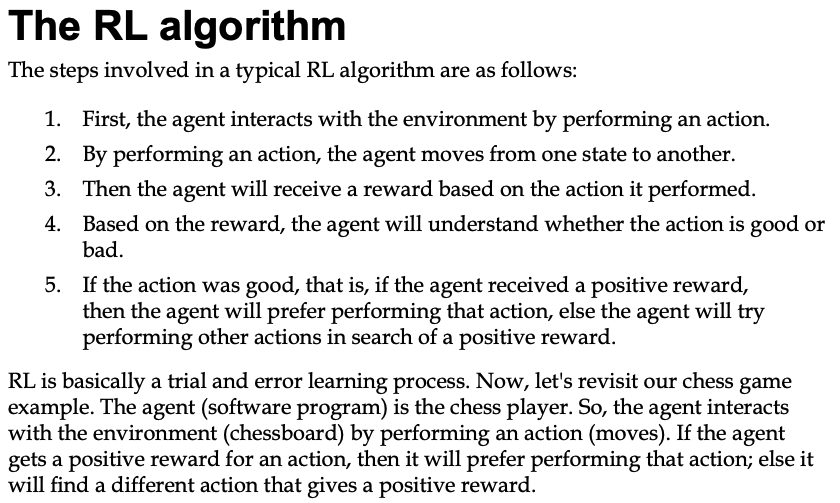 The RL algorithm
The steps involved in a typical RL algorithm are as follows:
1. First, the agent interacts with the environment by performing an action.
2. By performing an action, the agent moves from one state to another.
3. Then the agent will receive a reward based on the action it performed.
4. Based on the reward, the agent will understand whether the action is good or
bad.
5. If the action was good, that is, if the agent received a positive reward,
then the agent will prefer performing that action, else the agent will try
performing other actions in search of a positive reward.
RL is basically a trial and error learning process. Now, let's revisit our chess game
example. The agent (software program) is the chess player. So, the agent interacts
with the environment (chessboard) by performing an action (moves). If the agent
gets a positive reward for an action, then it will prefer performing that action; else it
will find a different action that gives a positive reward.